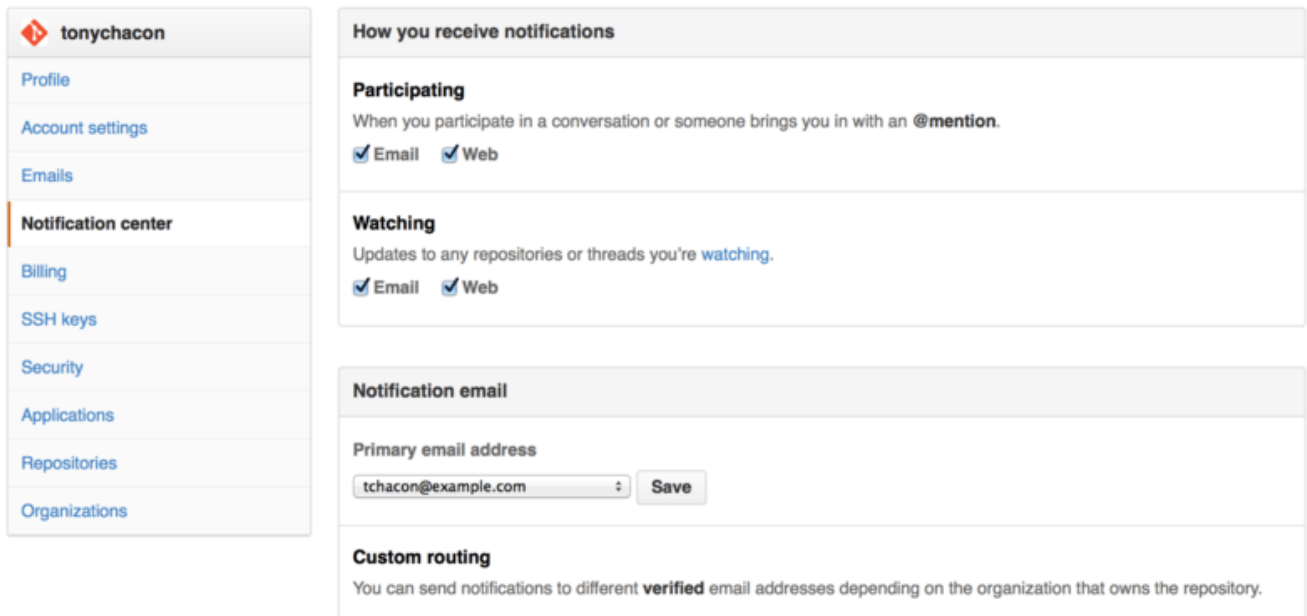 tonychacon
Profile
Account settings
Emails
Notification center
Billing
SSH keys
Security
Applications
Repositories
Organizations
How you receive notifications
Participating
When you participate in a conversation or someone brings you in with an @mention.
Email Web
Watching
Updates to any repositories or threads you're watching.
Email Web
Notification email
Primary email address
tchacon@example.com Save
Custom routing
You can send notifications to different verified email addresses depending on the organization that owns the repository.